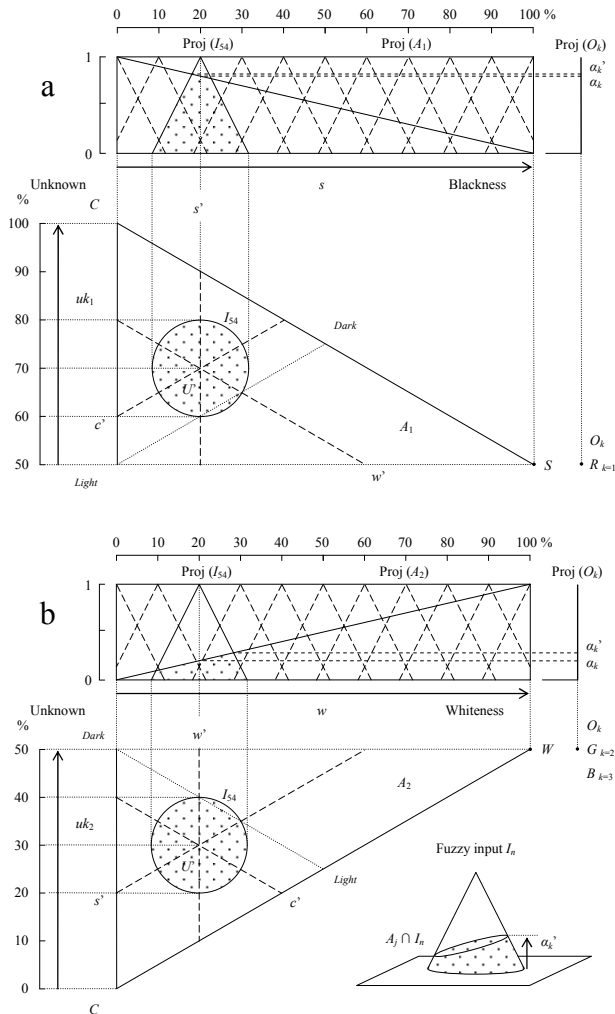 0 10 20 30 40 50 60 70 80 90 100 %
Proj (I54) Proj (A1) Proj (Ok)
a
1
αk'
αk
0
Unknown s Blackness
%
C s'
100
90
uk1 I54 Dark
80
70
U'
60 c' A1 Ok
50 S R k=1
Light w'
0 10 20 30 40 50 60 70 80 90 100 %
Proj (I54) Proj (A2) Proj (Ok)
b
1
αk'
αk
0
Unknown w Whiteness
%
Dark w' Ok
50 W G k=2
A2 B k=3
40 I54
uk2
30
U' Light Fuzzy input In
20 s' c'
10 Aj ∩ In αk'
0
C